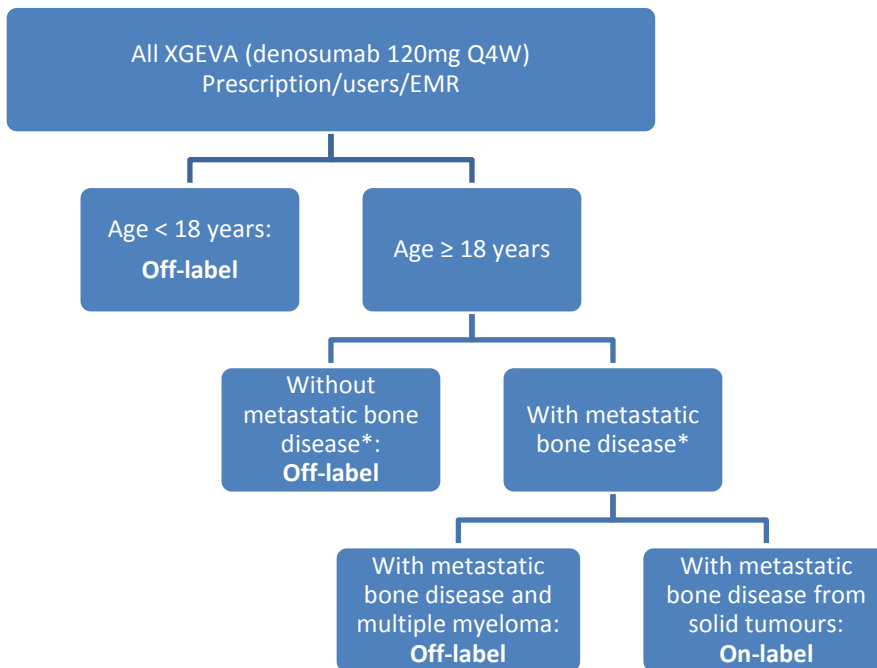 All XGEVA (denosumab 120mg Q4W)
Prescription/users/EMR
Age < 18 years:
Off-label
Age ≥ 18 years
Without
metastatic bone
disease*:
Off-label
With metastatic
bone disease*
With metastatic
bone disease and
multiple myeloma:
Off-label
With metastatic
bone disease from
solid tumours:
On-label